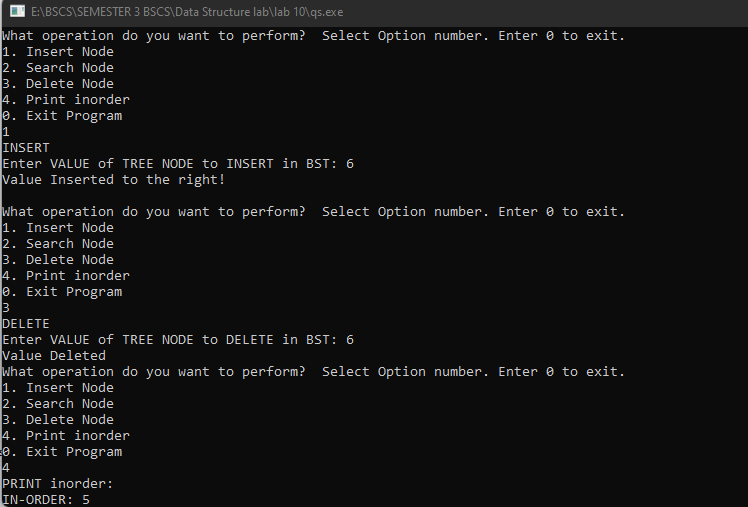 E:\BSCS\SEMESTER 3 BSCS\Data Structure lab\lab 10\qs.exe
What operation do you want to perform?  Select Option number. Enter 0 to exit.
1. Insert Node
2. Search Node
3. Delete Node
4. Print inorder
0. Exit Program
1
INSERT
Enter VALUE of TREE NODE to INSERT in BST: 6
Value Inserted to the right!
What operation do you want to perform?  Select Option number. Enter 0 to exit.
1. Insert Node
2. Search Node
3. Delete Node
4. Print inorder
0. Exit Program
3
DELETE
Enter VALUE of TREE NODE to DELETE in BST: 6
Value Deleted
What operation do you want to perform?  Select Option number. Enter 0 to exit.
1. Insert Node
2. Search Node
3. Delete Node
4. Print inorder
0. Exit Program
4
PRINT inorder:
IN-ORDER: 5